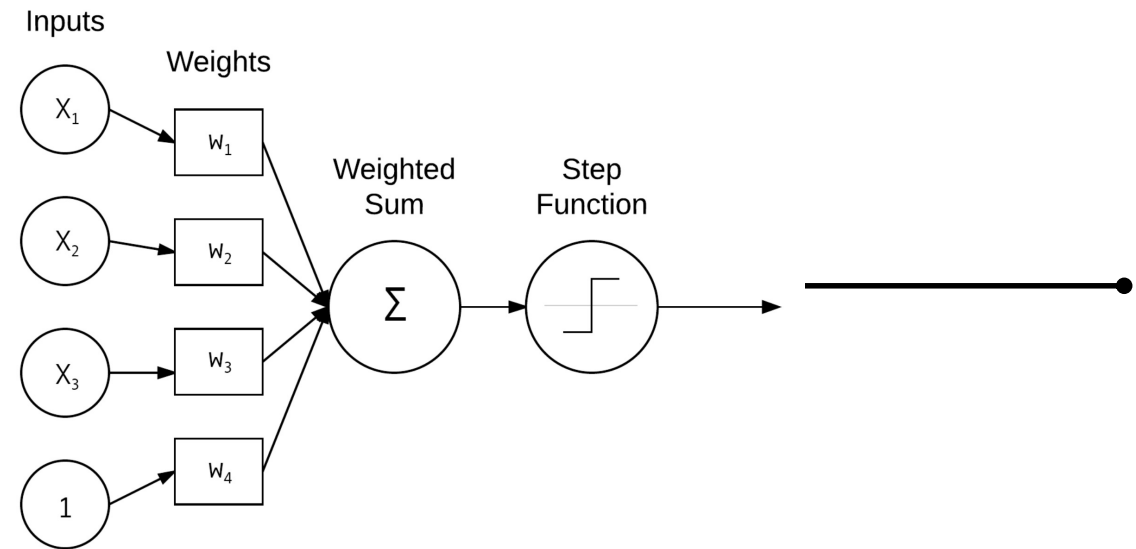 Inputs
Weights
X₁
w₁
Weighted
Sum
Step
Function
X₂
w₂
Σ
X₃
w₃
1
w₄